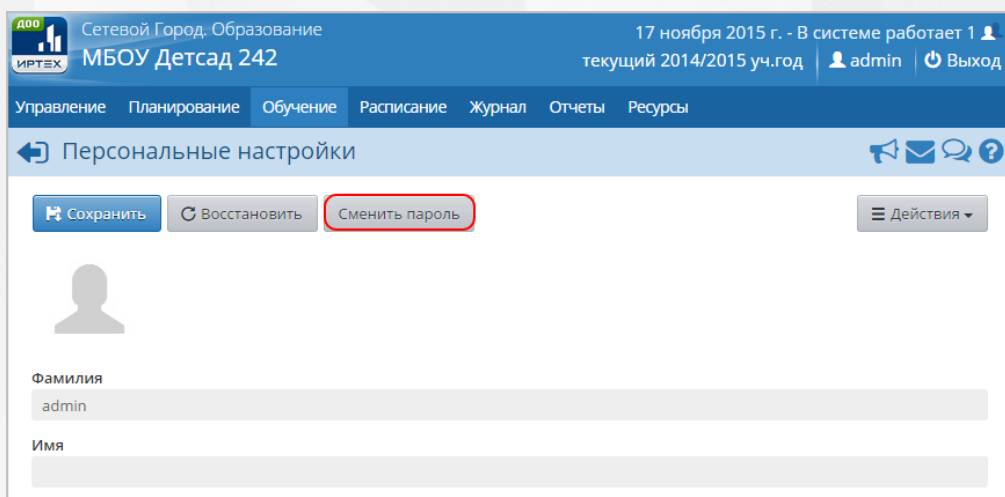 ДОО
ИРТЕХ
Сетевой Город. Образование
МБОУ Детсад 242
17 ноября 2015 г. - В системе работает 1
текущий 2014/2015 уч.год admin Выход
Управление Планирование Обучение Расписание Журнал Отчеты Ресурсы
Персональные настройки
Сохранить Восстановить Сменить пароль Действия
Фамилия
admin
Имя